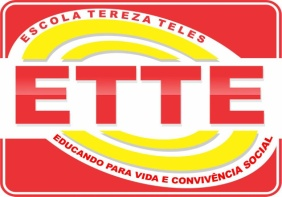 ESCOLA TEREZA TELES
ETTE
EDUCANDO PARA VIDA E CONVIVÊNCIA SOCIAL